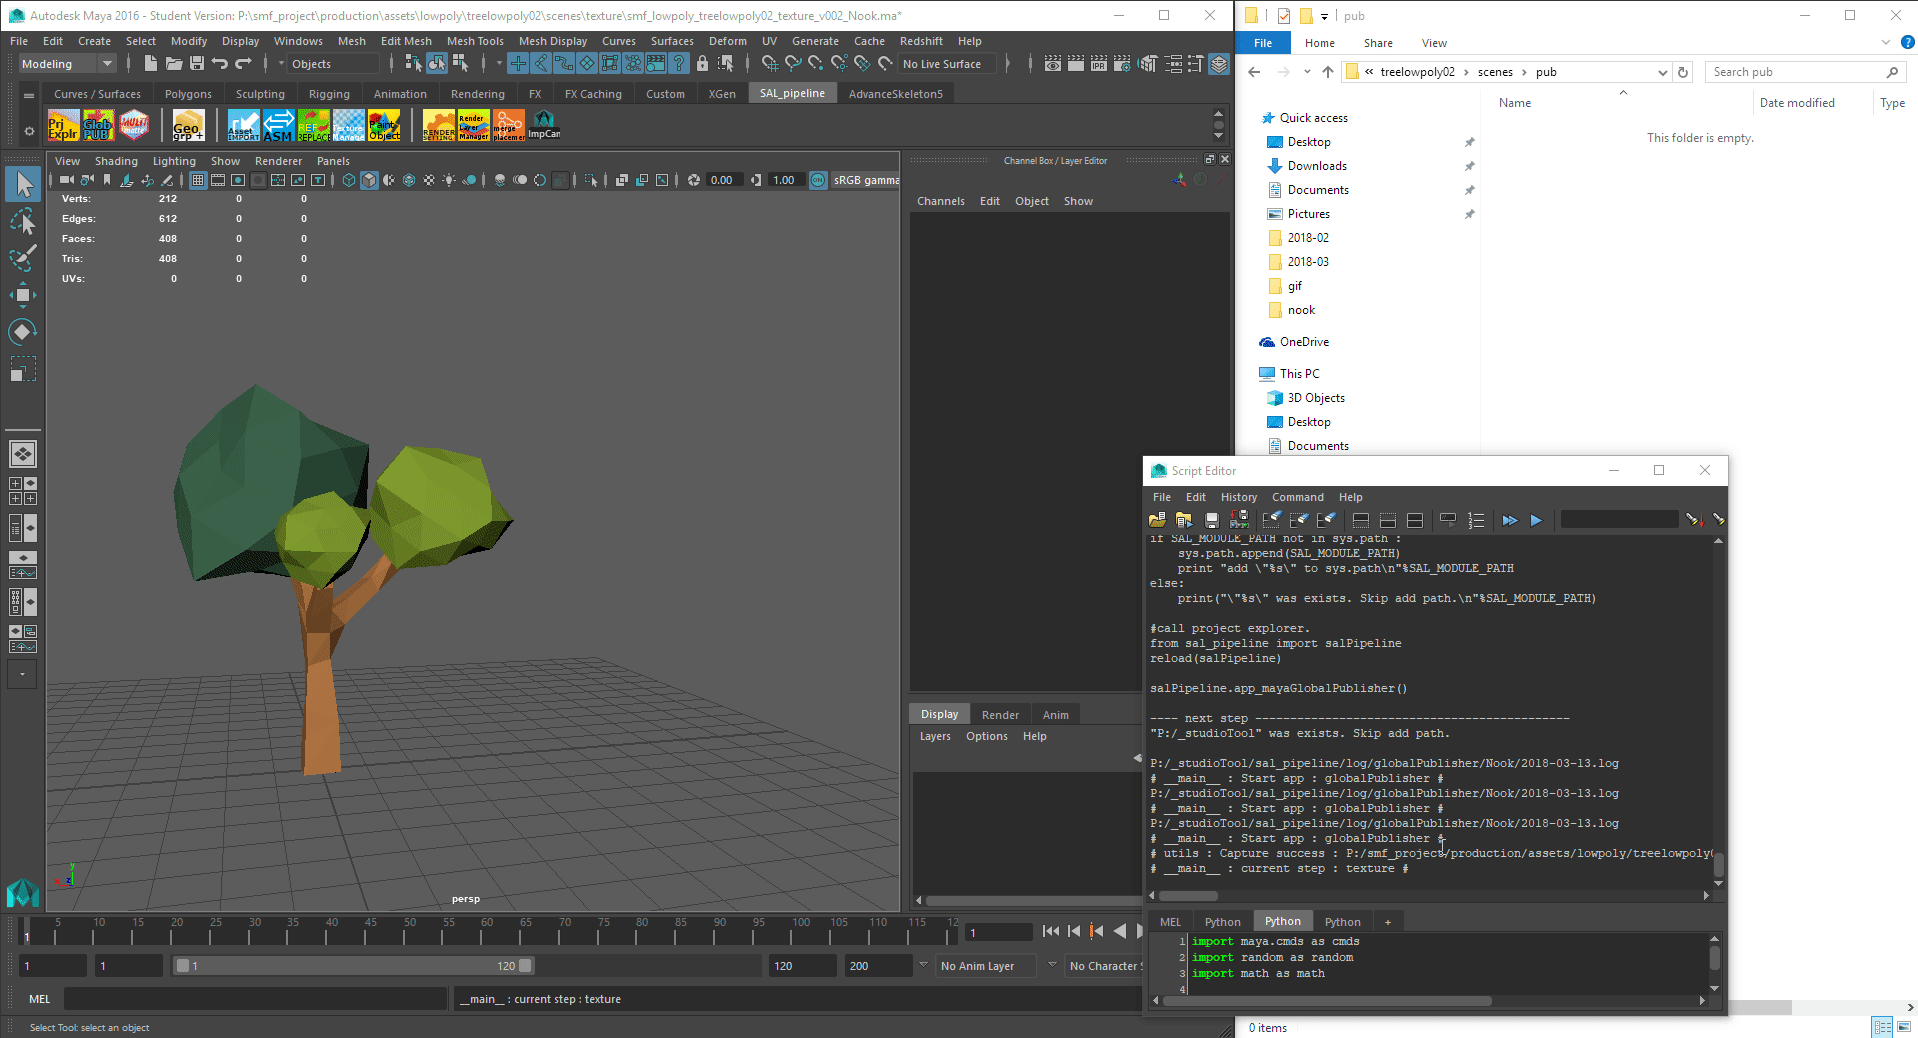 Autodesk Maya 2016 - Student Version: P:\smf_project\production\assets\lowpoly\treelowpoly02\scenes\texture\smf_lowpoly_treelowpoly02_texture_v002_Nook.ma*
File Edit Create Select Modify Display Windows Mesh Edit Mesh Mesh Tools Mesh Display Curves Surfaces Deform UV Generate Cache Redshift Help
Modeling Objects No Live Surface
Curves / Surfaces Polygons Sculpting Rigging Animation Rendering FX FX Caching Custom XGen SAL_pipeline AdvanceSkeleton5
Prj Explr
Glob PUB
Geo grp +
Asset IMPORT
ASM
REF REPLACE
RENDER SETTING
Render Layer Manager
merge placement
ImpCam
View Shading Lighting Show Renderer Panels
0.00 1.00 sRGB gamma
Verts: 212 0 0
Edges: 612 0 0
Faces: 408 0 0
Tris: 408 0 0
UVs: 0 0 0
persp
Channel Box / Layer Editor
Channels Edit Object Show
Display Render Anim
Layers Options Help
5 10 15 20 25 30 35 40 45 50 55 60 65 70 75 80 85 90 95 100 105 110 115 12
1
1
1 1 1 120 120 200 No Anim Layer No Character S
MEL __main__ : current step : texture
Select Tool: select an object
pub
File Home Share View
« treelowpoly02 › scenes › pub Search pub
Name Date modified Type
This folder is empty.
Quick access
Desktop
Downloads
Documents
Pictures
2018-02
2018-03
gif
nook
OneDrive
This PC
3D Objects
Desktop
Documents
0 items
Script Editor
File Edit History Command Help
if SAL_MODULE_PATH not in sys.path :
sys.path.append(SAL_MODULE_PATH)
print "add \"%s\" to sys.path\n"%SAL_MODULE_PATH
else:
print("\"%s\" was exists. Skip add path.\n"%SAL_MODULE_PATH)
#call project explorer.
from sal_pipeline import salPipeline
reload(salPipeline)
salPipeline.app_mayaGlobalPublisher()
---- next step ---------------------------------------------
"P:/_studioTool" was exists. Skip add path.
P:/_studioTool/sal_pipeline/log/globalPublisher/Nook/2018-03-13.log
# __main__ : Start app : globalPublisher #
P:/_studioTool/sal_pipeline/log/globalPublisher/Nook/2018-03-13.log
# __main__ : Start app : globalPublisher #
P:/_studioTool/sal_pipeline/log/globalPublisher/Nook/2018-03-13.log
# __main__ : Start app : globalPublisher #
# utils : Capture success : P:/smf_project/production/assets/lowpoly/treelowpoly0
# __main__ : current step : texture #
MEL Python Python Python +
1 import maya.cmds as cmds
2 import random as random
3 import math as math
4